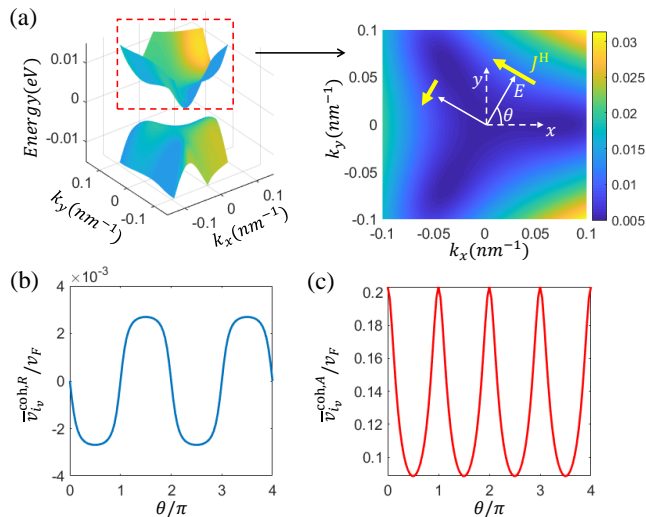 (a)
Energy(eV)
0.01
0
-0.01
0.1
0
-0.1
k_y(nm⁻¹)
-0.1
0
0.1
k_x(nm⁻¹)
0.1
0.05
0
-0.05
-0.1
k_y(nm⁻¹)
-0.1
-0.05
0
0.05
0.1
k_x(nm⁻¹)
J^H
y
E
θ
x
0.03
0.025
0.02
0.015
0.01
0.005
(b)
×10⁻³
4
2
0
-2
-4
v̄_{i_v}^{coh,R}/v_F
0
1
2
3
4
θ/π
(c)
0.2
0.18
0.16
0.14
0.12
0.1
v̄_{i_v}^{coh,A}/v_F
0
1
2
3
4
θ/π